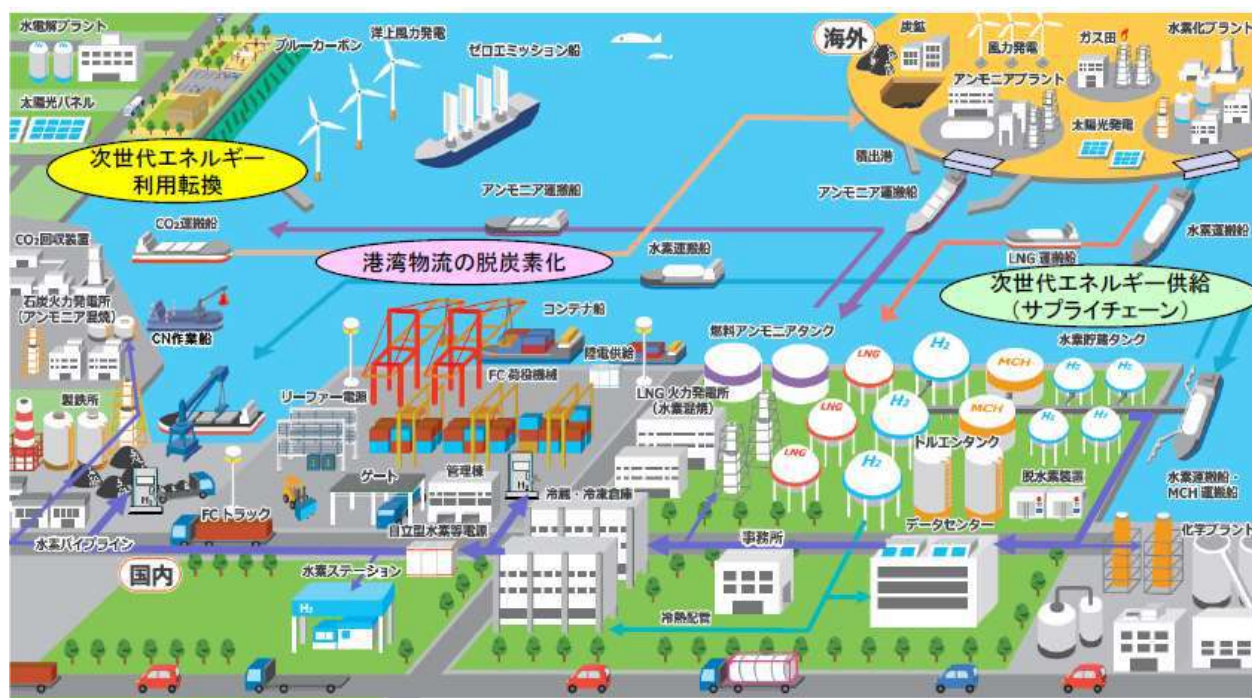 水電解プラント
ブルーカーボン
洋上風力発電
ゼロエミッション船
海外
炭鉱
風力発電
ガス田
水素化プラント
太陽光パネル
アンモニアプラント
太陽光発電
積出港
次世代エネルギー
利用転換
アンモニア運搬船
アンモニア運搬船
CO₂運搬船
水素運搬船
水素運搬船
LNG運搬船
CO₂回収装置
港湾物流の脱炭素化
次世代エネルギー供給
(サプライチェーン)
石炭火力発電所
(アンモニア混焼)
CN作業船
コンテナ船
陸電供給
燃料アンモニアタンク
水素貯蔵タンク
LNG
H₂
MCH
H₂
H₂
製鉄所
リーファー電源
FC荷役機械
LNG火力発電所
(水素混焼)
LNG
H₂
MCH
H₂
H₂
トルエンタンク
LNG
H₂
脱水素装置
水素運搬船・
MCH運搬船
H₂
ゲート
管理棟
冷蔵・冷凍倉庫
FCトラック
自立型水素等電源
データセンター
化学プラント
水素パイプライン
事務所
国内
水素ステーション
H₂
冷熱配管